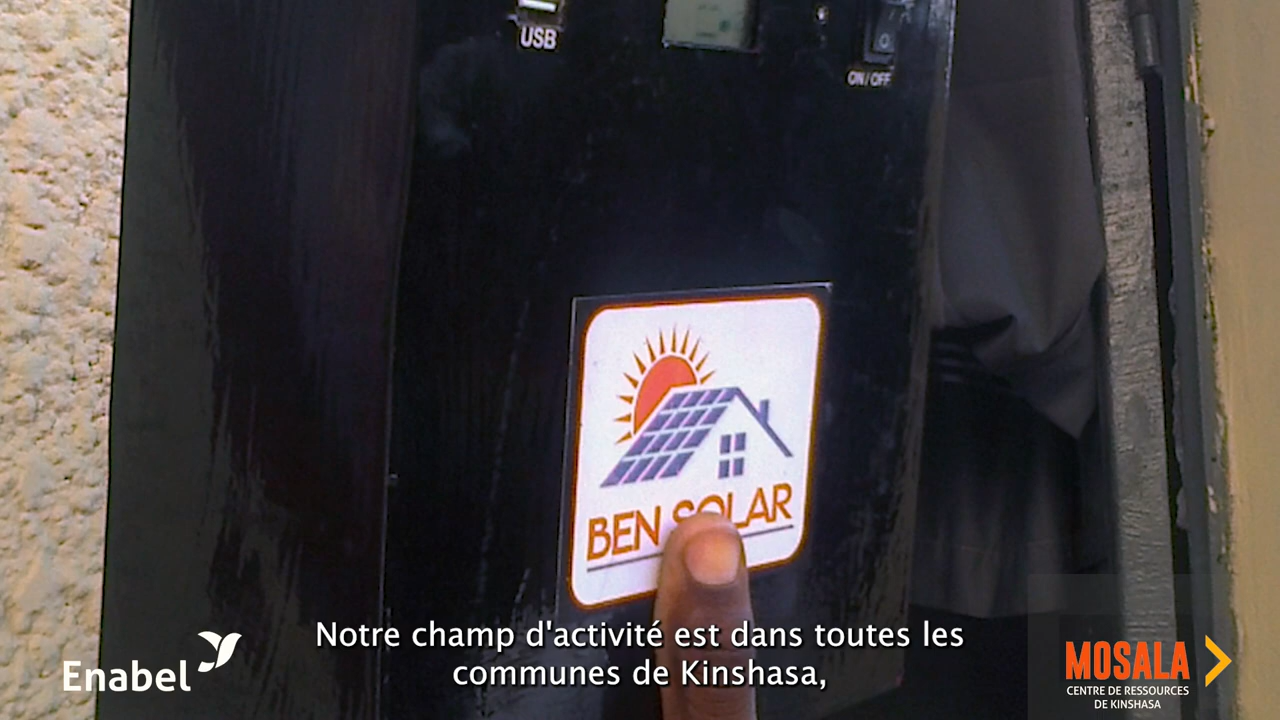 USB
ON/OFF
BEN SOLAR
Notre champ d'activité est dans toutes les
communes de Kinshasa,
Enabel
MOSALA
CENTRE DE RESSOURCES
DE KINSHASA